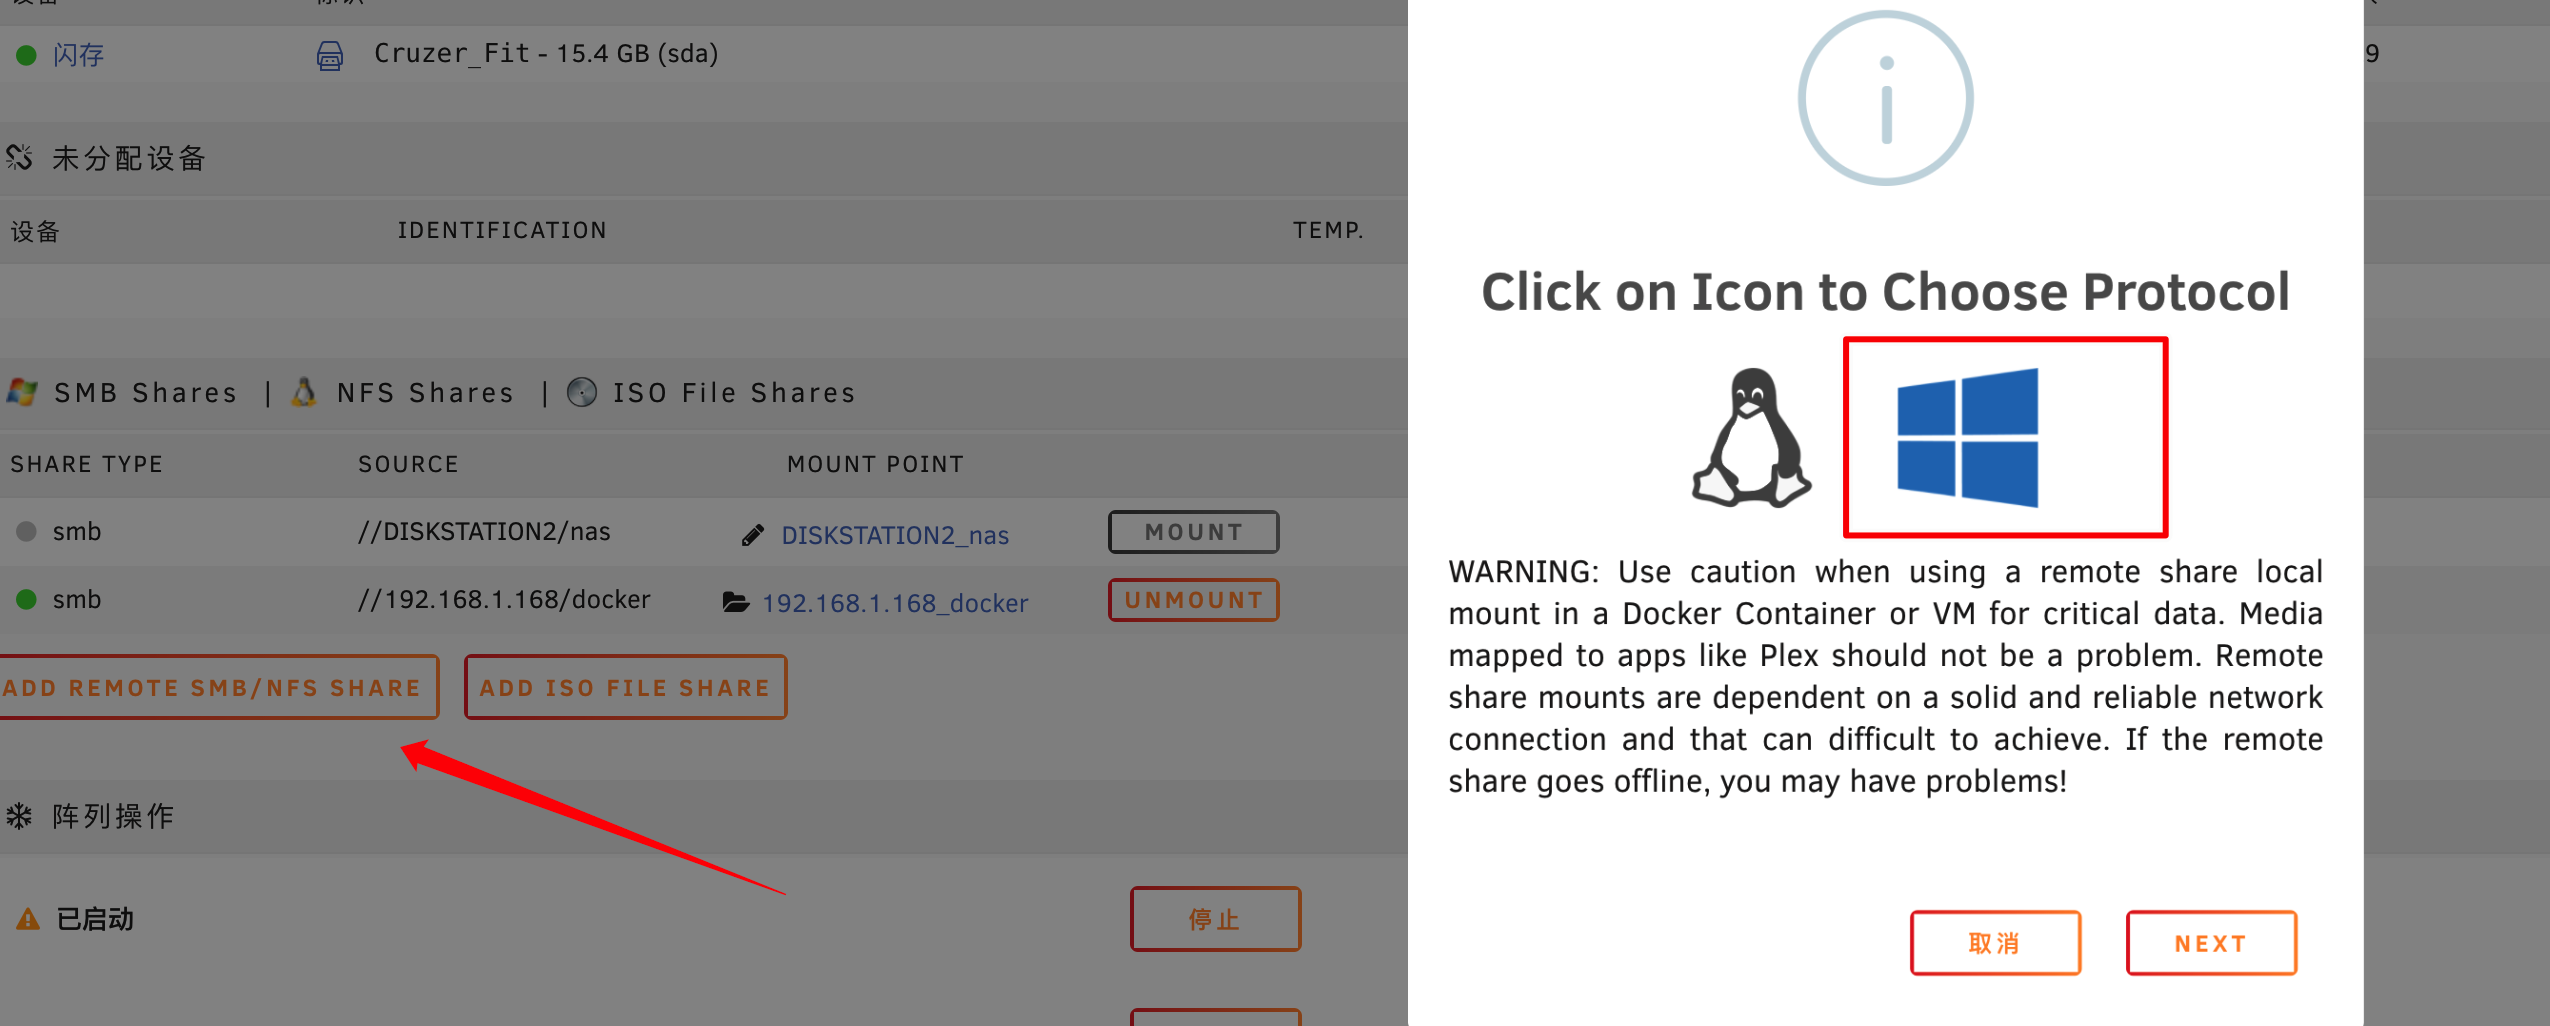 设备 标识
闪存 Cruzer_Fit - 15.4 GB (sda) 9
未分配设备
设备 IDENTIFICATION TEMP.
SMB Shares | NFS Shares | ISO File Shares
SHARE TYPE SOURCE MOUNT POINT
smb //DISKSTATION2/nas DISKSTATION2_nas MOUNT
smb //192.168.1.168/docker 192.168.1.168_docker UNMOUNT
ADD REMOTE SMB/NFS SHARE ADD ISO FILE SHARE
阵列操作
已启动 停止
Click on Icon to Choose Protocol
WARNING: Use caution when using a remote share local
mount in a Docker Container or VM for critical data. Media
mapped to apps like Plex should not be a problem. Remote
share mounts are dependent on a solid and reliable network
connection and that can difficult to achieve. If the remote
share goes offline, you may have problems!
取消 NEXT